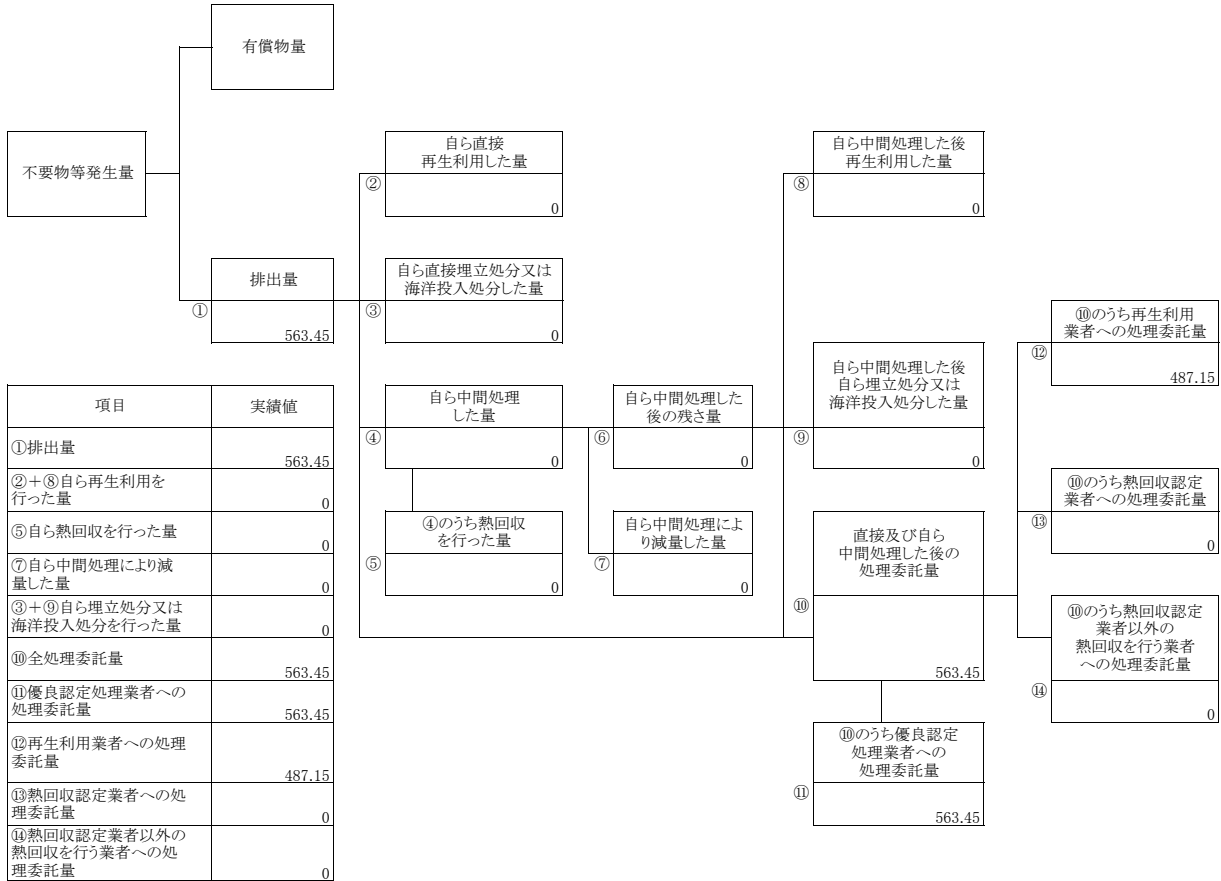 有償物量
不要物等発生量
自ら直接
再生利用した量
②
0
自ら中間処理した後
再生利用した量
⑧
0
排出量
①
563.45
自ら直接埋立処分又は
海洋投入処分した量
③
0
⑩のうち再生利用
業者への処理委託量
⑫
487.15
自ら中間処理
した量
④
0
自ら中間処理した
後の残さ量
⑥
0
自ら中間処理した後
自ら埋立処分又は
海洋投入処分した量
⑨
0
⑩のうち熱回収認定
業者への処理委託量
⑬
0
④のうち熱回収
を行った量
⑤
0
自ら中間処理によ
り減量した量
⑦
0
直接及び自ら
中間処理した後の
処理委託量
⑩
563.45
⑩のうち熱回収認定
業者以外の
熱回収を行う業者
への処理委託量
⑭
0
⑩のうち優良認定
処理業者への
処理委託量
⑪
563.45
項目 実績値
①排出量
563.45
②＋⑧自ら再生利用を
行った量
0
⑤自ら熱回収を行った量
0
⑦自ら中間処理により減
量した量
0
③＋⑨自ら埋立処分又は
海洋投入処分を行った量
0
⑩全処理委託量
563.45
⑪優良認定処理業者への
処理委託量
563.45
⑫再生利用業者への処理
委託量
487.15
⑬熱回収認定業者への処
理委託量
0
⑭熱回収認定業者以外の
熱回収を行う業者への処
理委託量
0